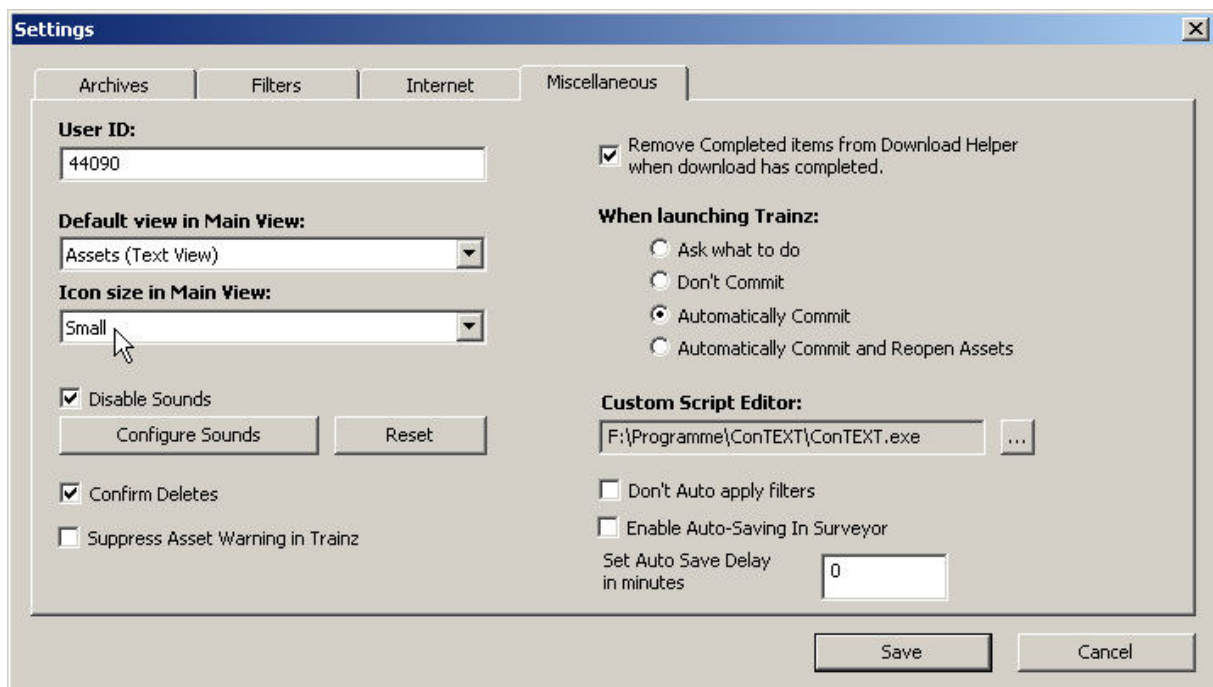 Settings
Archives
Filters
Internet
Miscellaneous
User ID:
44090
Default view in Main View:
Assets (Text View)
Icon size in Main View:
Small
Disable Sounds
Configure Sounds
Reset
Confirm Deletes
Suppress Asset Warning in Trainz
Remove Completed items from Download Helper
when download has completed.
When launching Trainz:
Ask what to do
Don't Commit
Automatically Commit
Automatically Commit and Reopen Assets
Custom Script Editor:
F:\Programme\ConTEXT\ConTEXT.exe
...
Don't Auto apply filters
Enable Auto-Saving In Surveyor
Set Auto Save Delay
in minutes
0
Save
Cancel